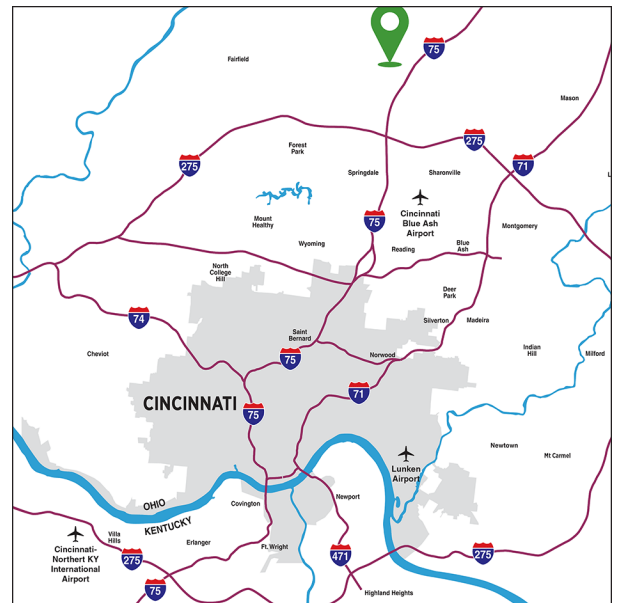 75
Fairfield
Mason
275
Forest
Park
275
71
Springdale
Sharonville
L
75
Cincinnati
Blue Ash
Airport
Mount
Healthy
Montgomery
Wyoming
Reading
Blue
Ash
North
College
Hill
Deer
Park
74
Silverton
Madeira
Saint
Bernard
Cheviot
75
Norwood
Indian
Hill
Milford
71
CINCINNATI
75
Newtown
Mt Carmel
Lunken
Airport
OHIO
KENTUCKY
Covington
Newport
Villa
Hills
Erlanger
Ft. Wright
Cincinnati-
Northert KY
International
Airport
275
471
275
75
Highland Heights